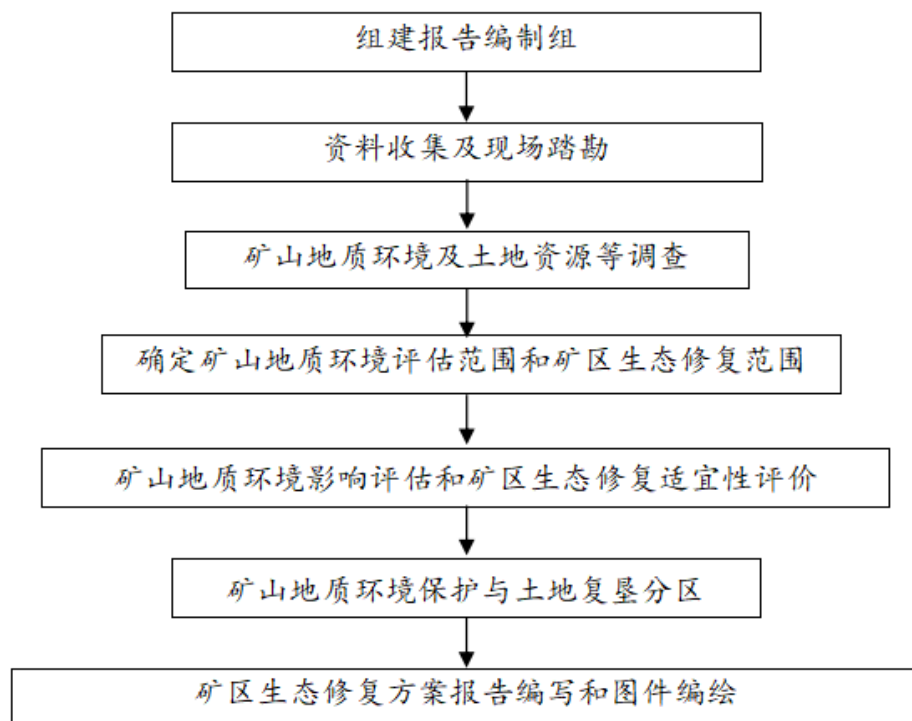 组建报告编制组
资料收集及现场踏勘
矿山地质环境及土地资源等调查
确定矿山地质环境评估范围和矿区生态修复范围
矿山地质环境影响评估和矿区生态修复适宜性评价
矿山地质环境保护与土地复垦分区
矿区生态修复方案报告编写和图件编绘